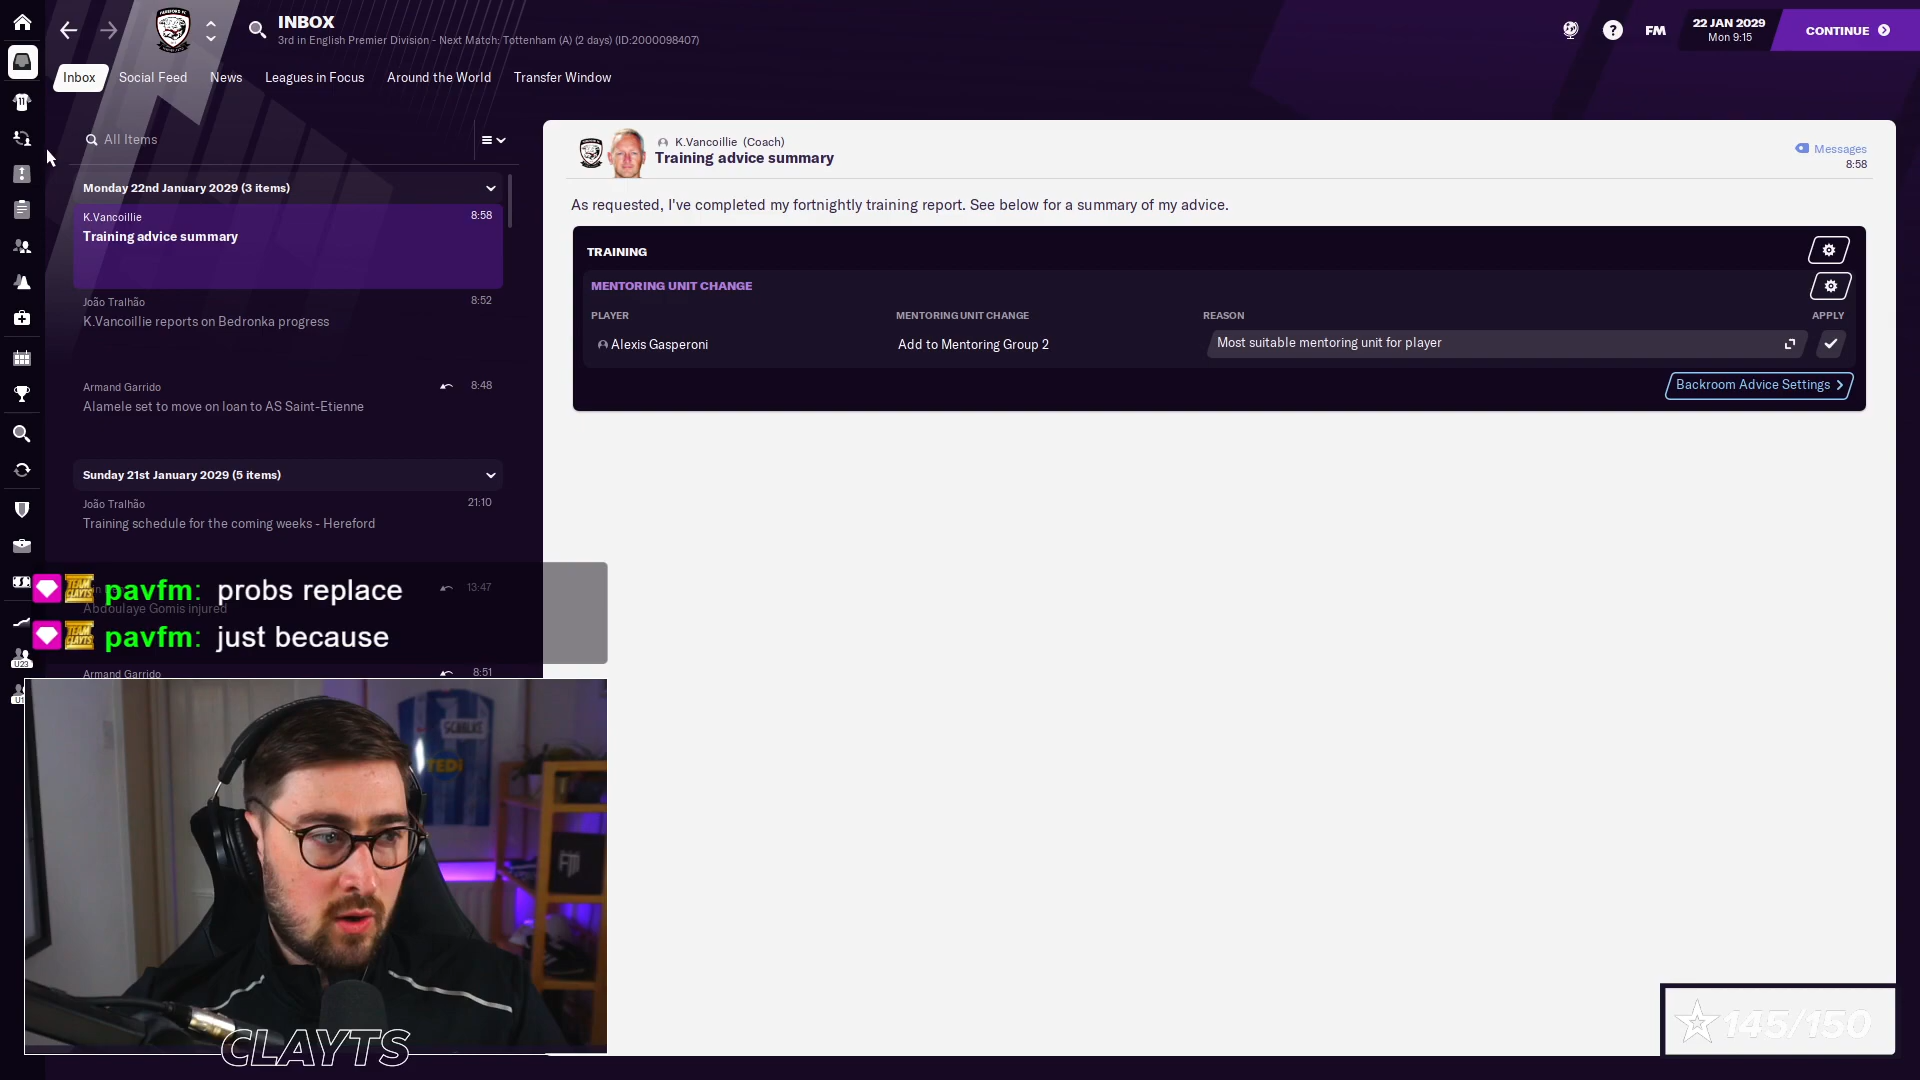 INBOX
3rd in English Premier Division - Next Match: Tottenham (A) (2 days) (ID:2000098407)
FM
22 JAN 2029
Mon 9:15
CONTINUE
Inbox
Social Feed
News
Leagues in Focus
Around the World
Transfer Window
All Items
Monday 22nd January 2029 (3 items)
K.Vancoillie 8:58
Training advice summary
João Tralhão 8:52
K.Vancoillie reports on Bedronka progress
Armand Garrido 8:48
Alamele set to move on loan to AS Saint-Etienne
Sunday 21st January 2029 (5 items)
João Tralhão 21:10
Training schedule for the coming weeks - Hereford
13:47
Abdoulaye Gomis injured
Armand Garrido 8:51
pavfm: probs replace
pavfm: just because
TEAM CLAYTS
U23
K.Vancoillie (Coach)
Training advice summary
Messages
8:58
As requested, I've completed my fortnightly training report. See below for a summary of my advice.
TRAINING
MENTORING UNIT CHANGE
PLAYER MENTORING UNIT CHANGE REASON APPLY
Alexis Gasperoni Add to Mentoring Group 2 Most suitable mentoring unit for player
Backroom Advice Settings
CLAYTS
145/150